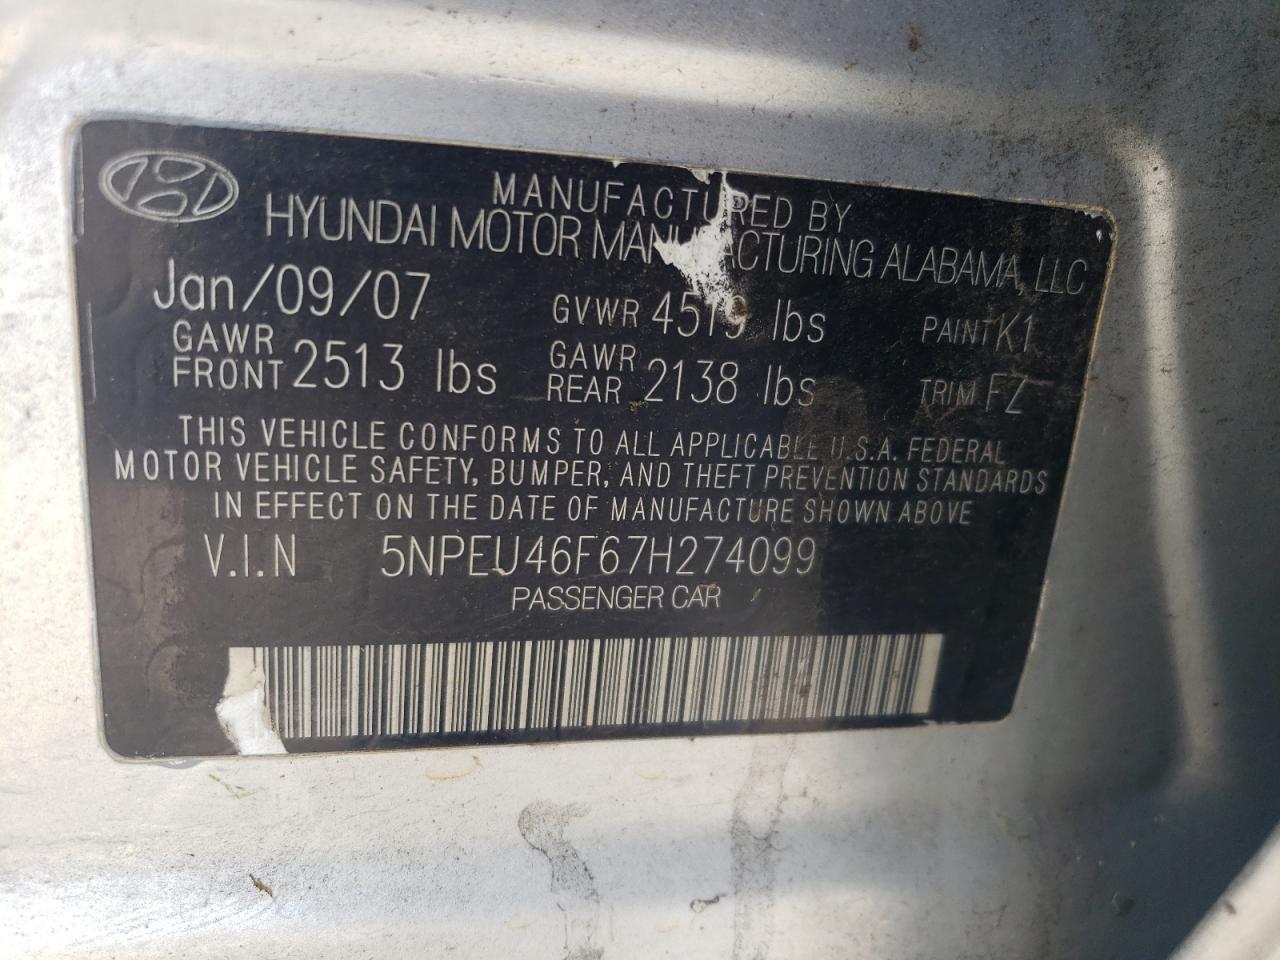 MANUFACTURED BY
HYUNDAI MOTOR MANUFACTURING ALABAMA, LLC
Jan/09/07 GVWR 4519 lbs PAINT K1
GAWR FRONT 2513 lbs GAWR REAR 2138 lbs TRIM FZ
THIS VEHICLE CONFORMS TO ALL APPLICABLE U.S.A. FEDERAL
MOTOR VEHICLE SAFETY, BUMPER, AND THEFT PREVENTION STANDARDS
IN EFFECT ON THE DATE OF MANUFACTURE SHOWN ABOVE
V.I.N 5NPEU46F67H274099
PASSENGER CAR